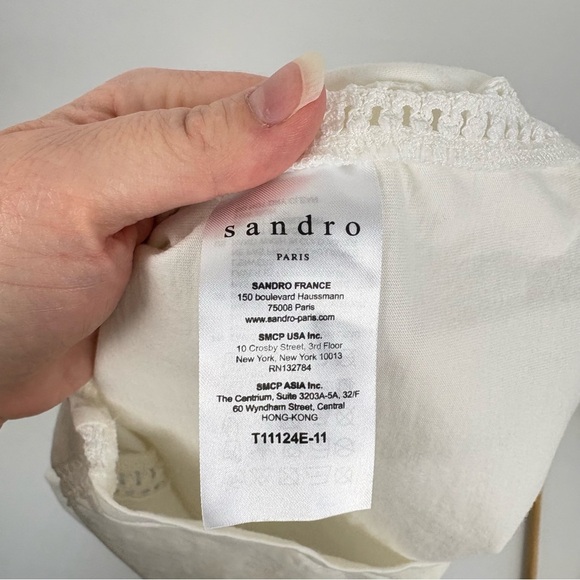 sandro
PARIS
SANDRO FRANCE
150 boulevard Haussmann
75008 Paris
www.sandro-paris.com
SMCP USA Inc.
10 Crosby Street, 3rd Floor
New York, New York 10013
RN132784
SMCP ASIA Inc.
The Centrium, Suite 3203A-5A, 32/F
60 Wyndham Street, Central
HONG-KONG
T11124E-11